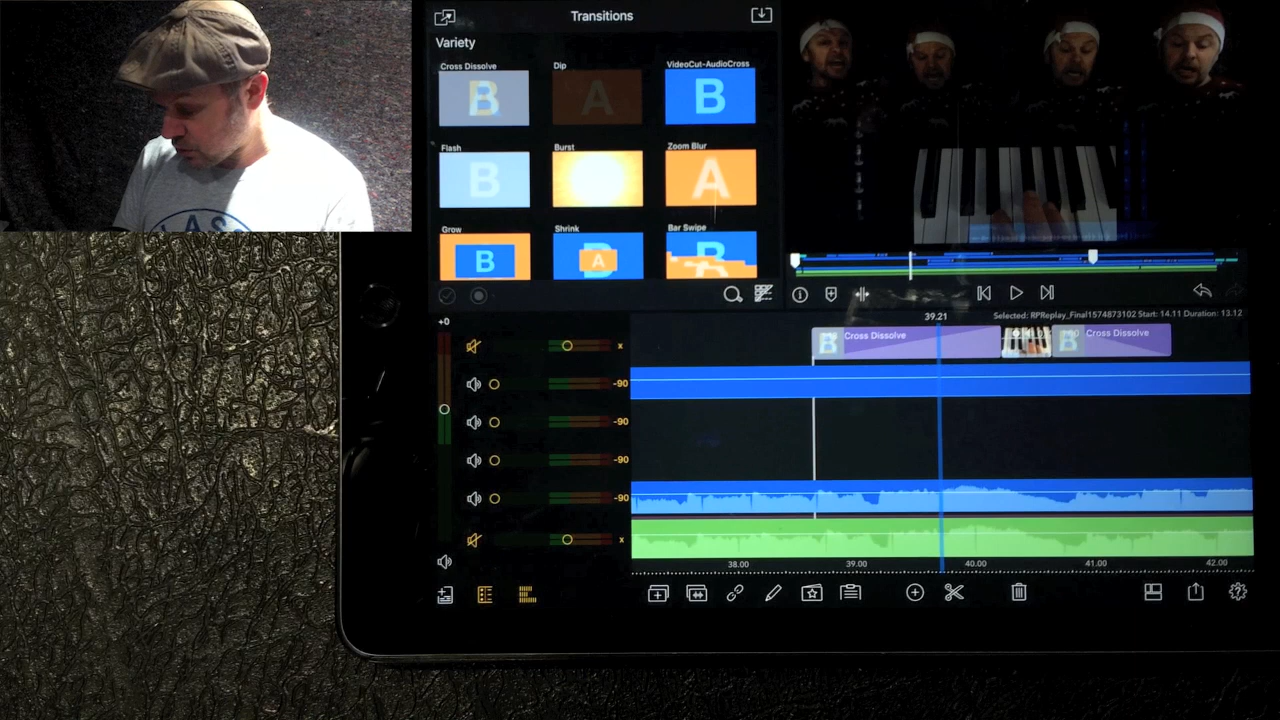 Transitions
Variety
Cross Dissolve
Dip
VideoCut-AudioCross
B
A
B
Flash
Burst
Zoom Blur
B
A
Grow
Shrink
Bar Swipe
B
A
B
+0
39.21
Selected: RPReplay_Final1574873102 Start: 14.11 Duration: 13.12
B
Cross Dissolve
B
Cross Dissolve
x
-90
-90
-90
-90
x
38.00
39.00
40.00
41.00
42.00
LAS